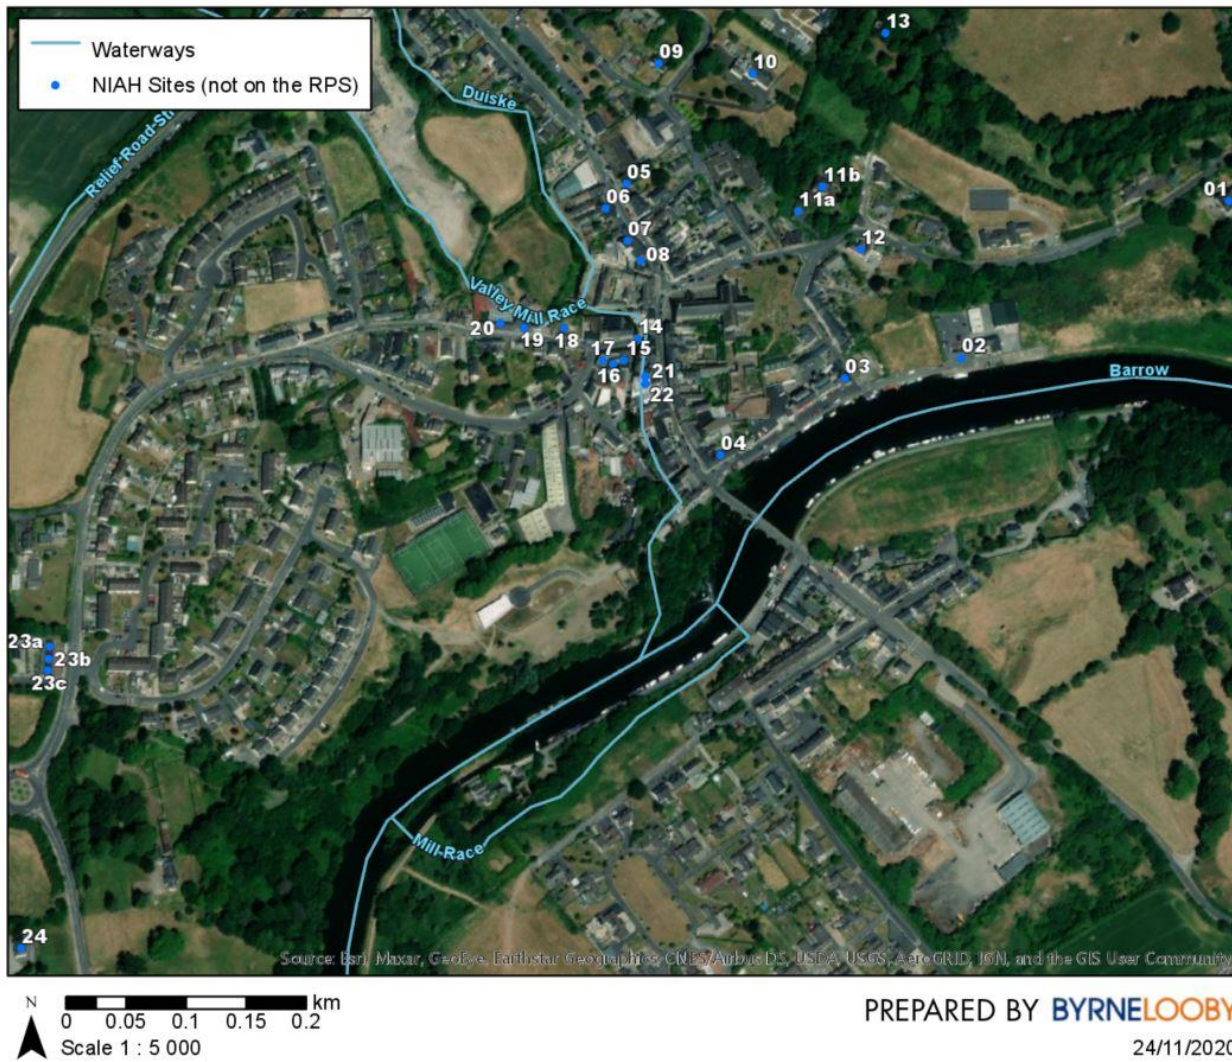 Waterways
NIAH Sites (not on the RPS)
13
09
10
Duiske
Relief-Road-St
05
11b
01
06
11a
07
12
08
Valley Mill Race
20
19
18
14
17
15
16
02
21
03
Barrow
22
04
23a
23b
23c
Mill-Race
24
Source: Esri, Maxar, GeoEye, Earthstar Geographics, CNES/Airbus DS, USDA, USGS, AeroGRID, IGN, and the GIS User Community
N
km
0 0.05 0.1 0.15 0.2
Scale 1 : 5 000
PREPARED BY BYRNELOOBY
24/11/2020